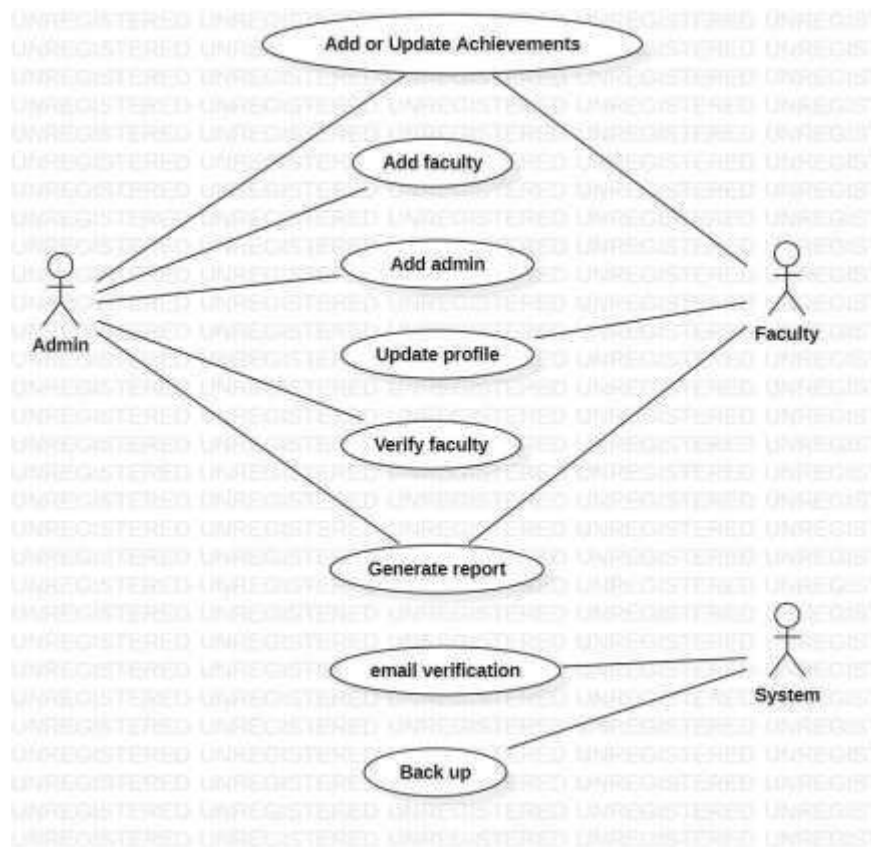 Add or Update Achievements
Add faculty
Add admin
Admin
Faculty
Update profile
Verify faculty
Generate report
email verification
System
Back up
UNREGISTERED